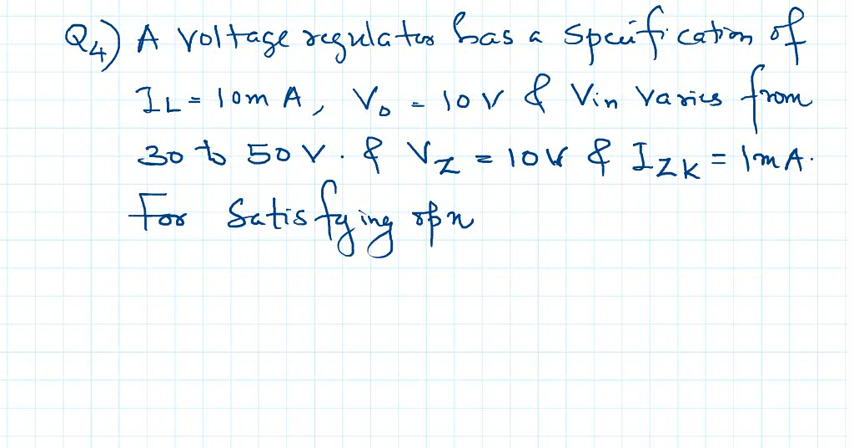 Q4) A voltage regulator has a specification of
IL = 10mA, Vo = 10V & Vin varies from
30 to 50V. & VZ = 10V & IZK = 1mA.
For satisfying opn